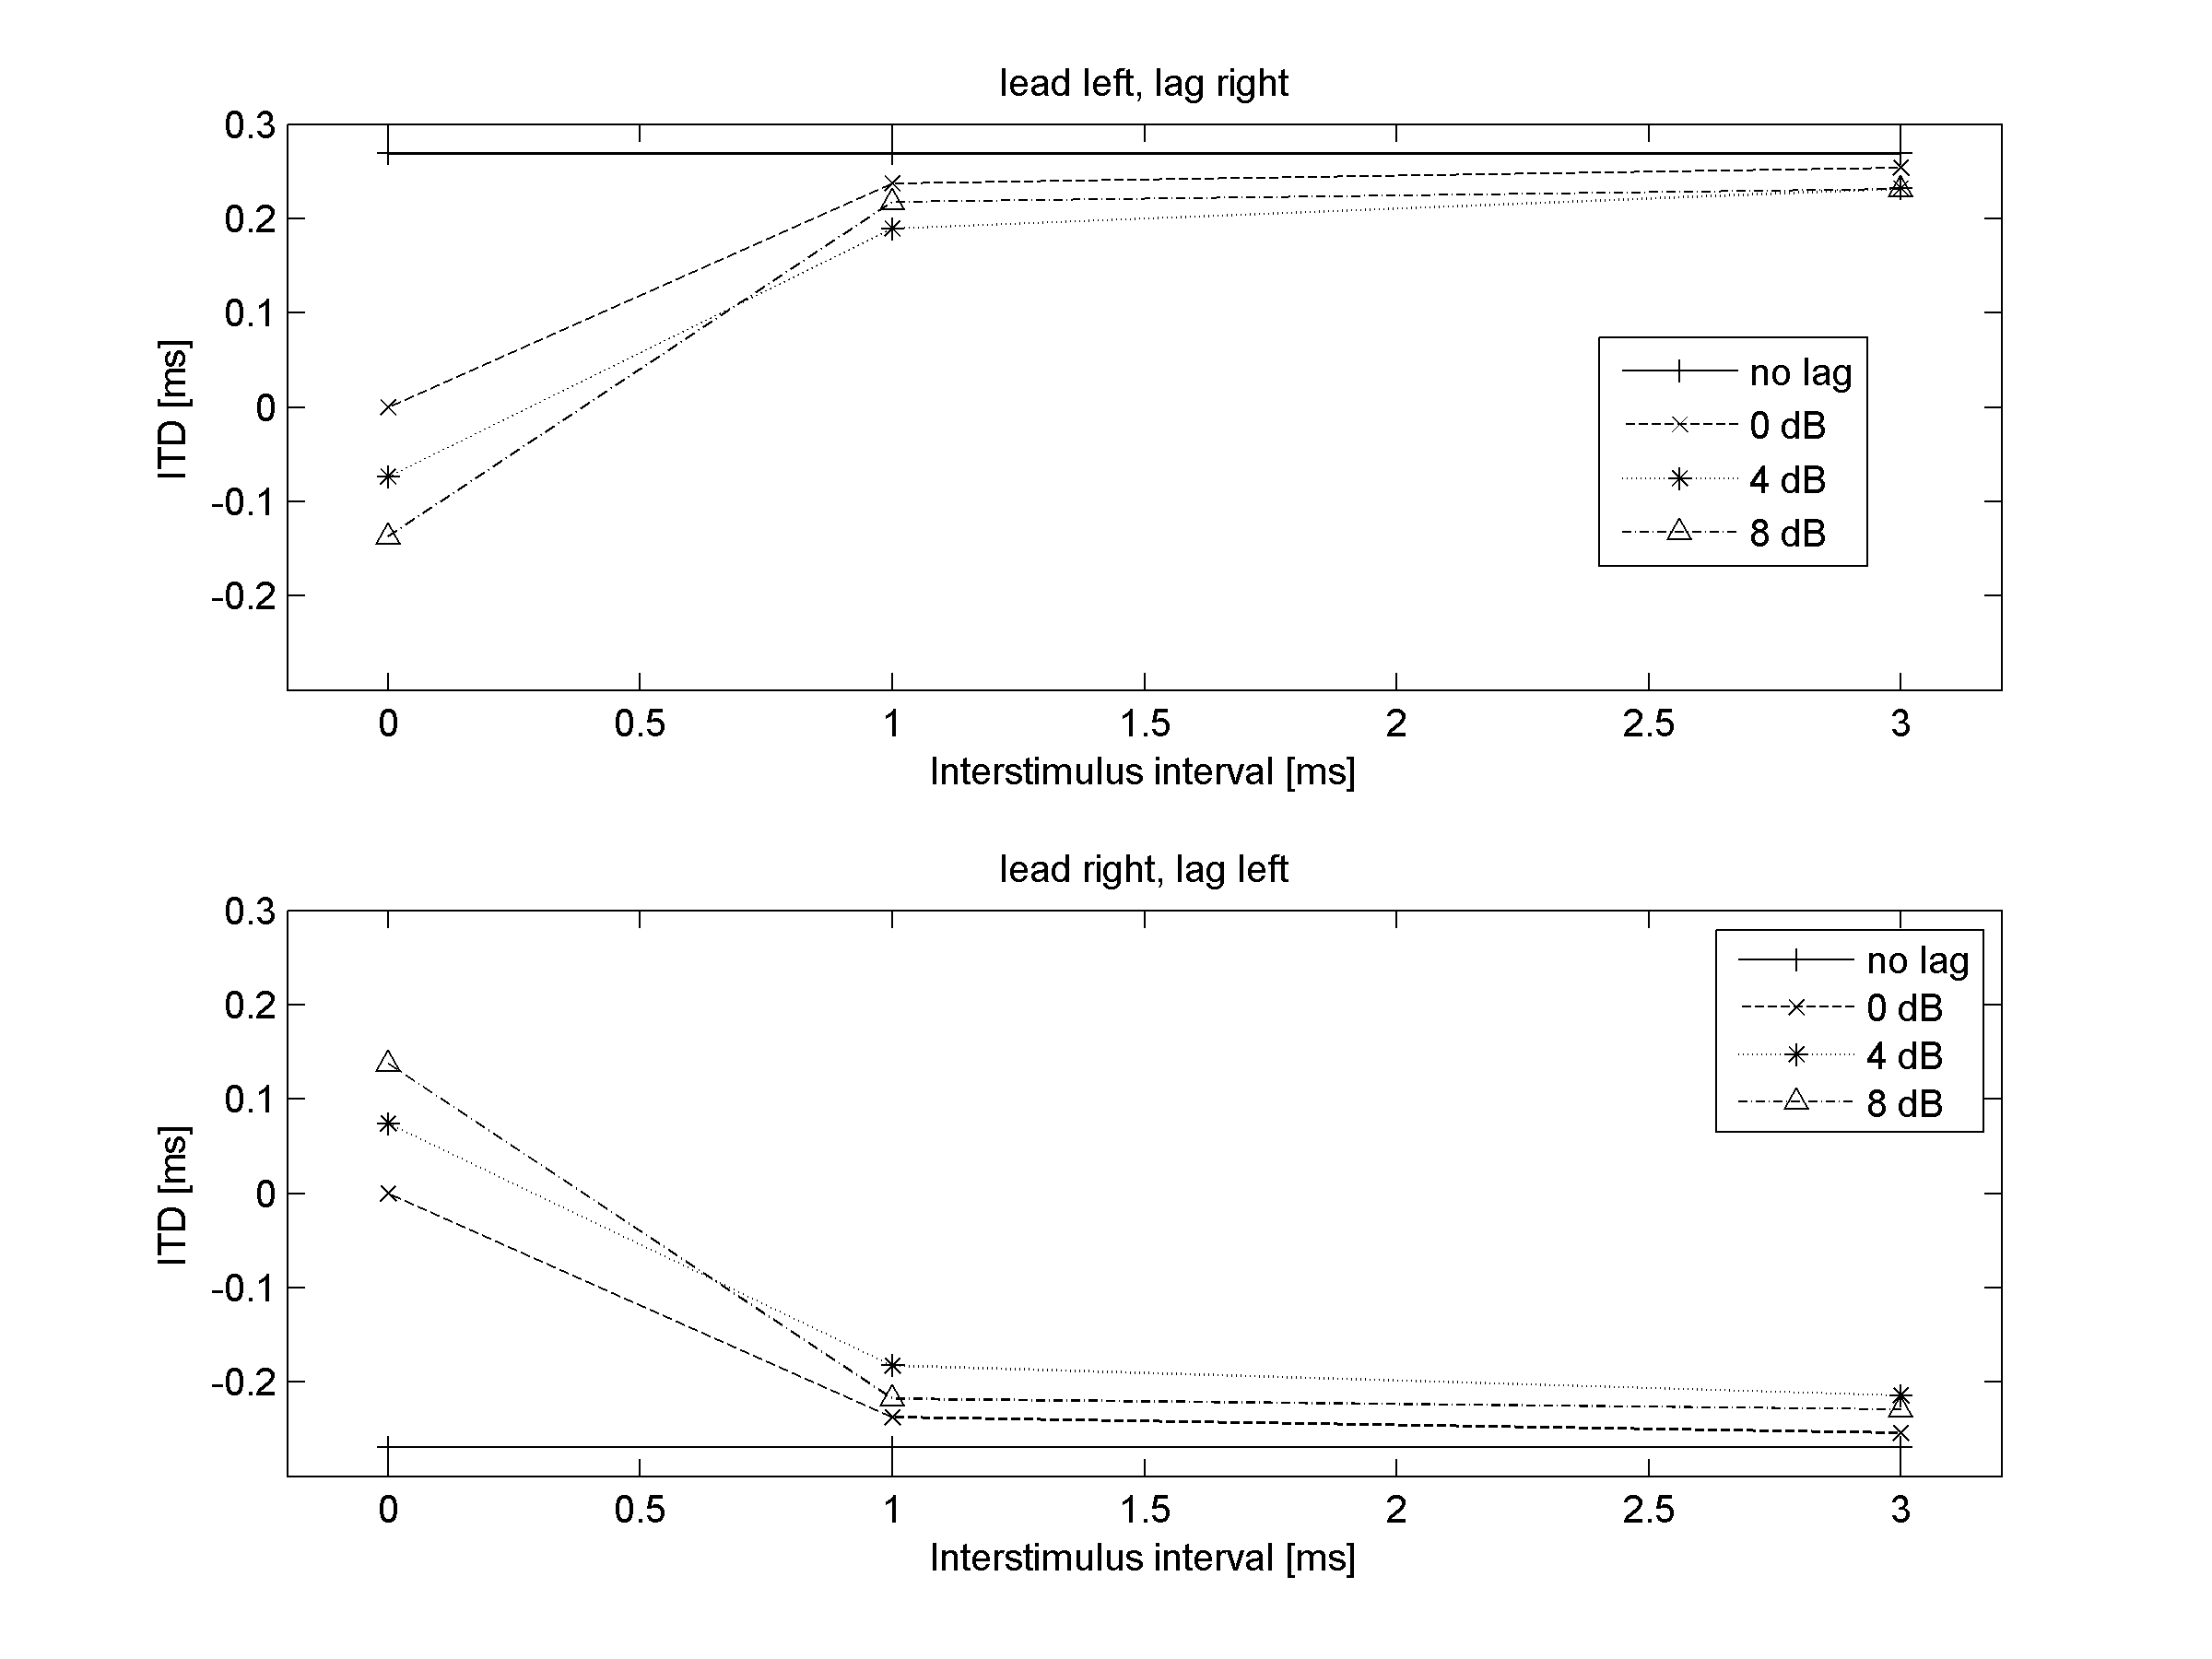 lead left, lag right
0.3
0.2
0.1
0
-0.1
-0.2
ITD [ms]
no lag
0 dB
4 dB
8 dB
0 0.5 1 1.5 2 2.5 3
Interstimulus interval [ms]
lead right, lag left
0.3
0.2
0.1
0
-0.1
-0.2
ITD [ms]
no lag
0 dB
4 dB
8 dB
0 0.5 1 1.5 2 2.5 3
Interstimulus interval [ms]